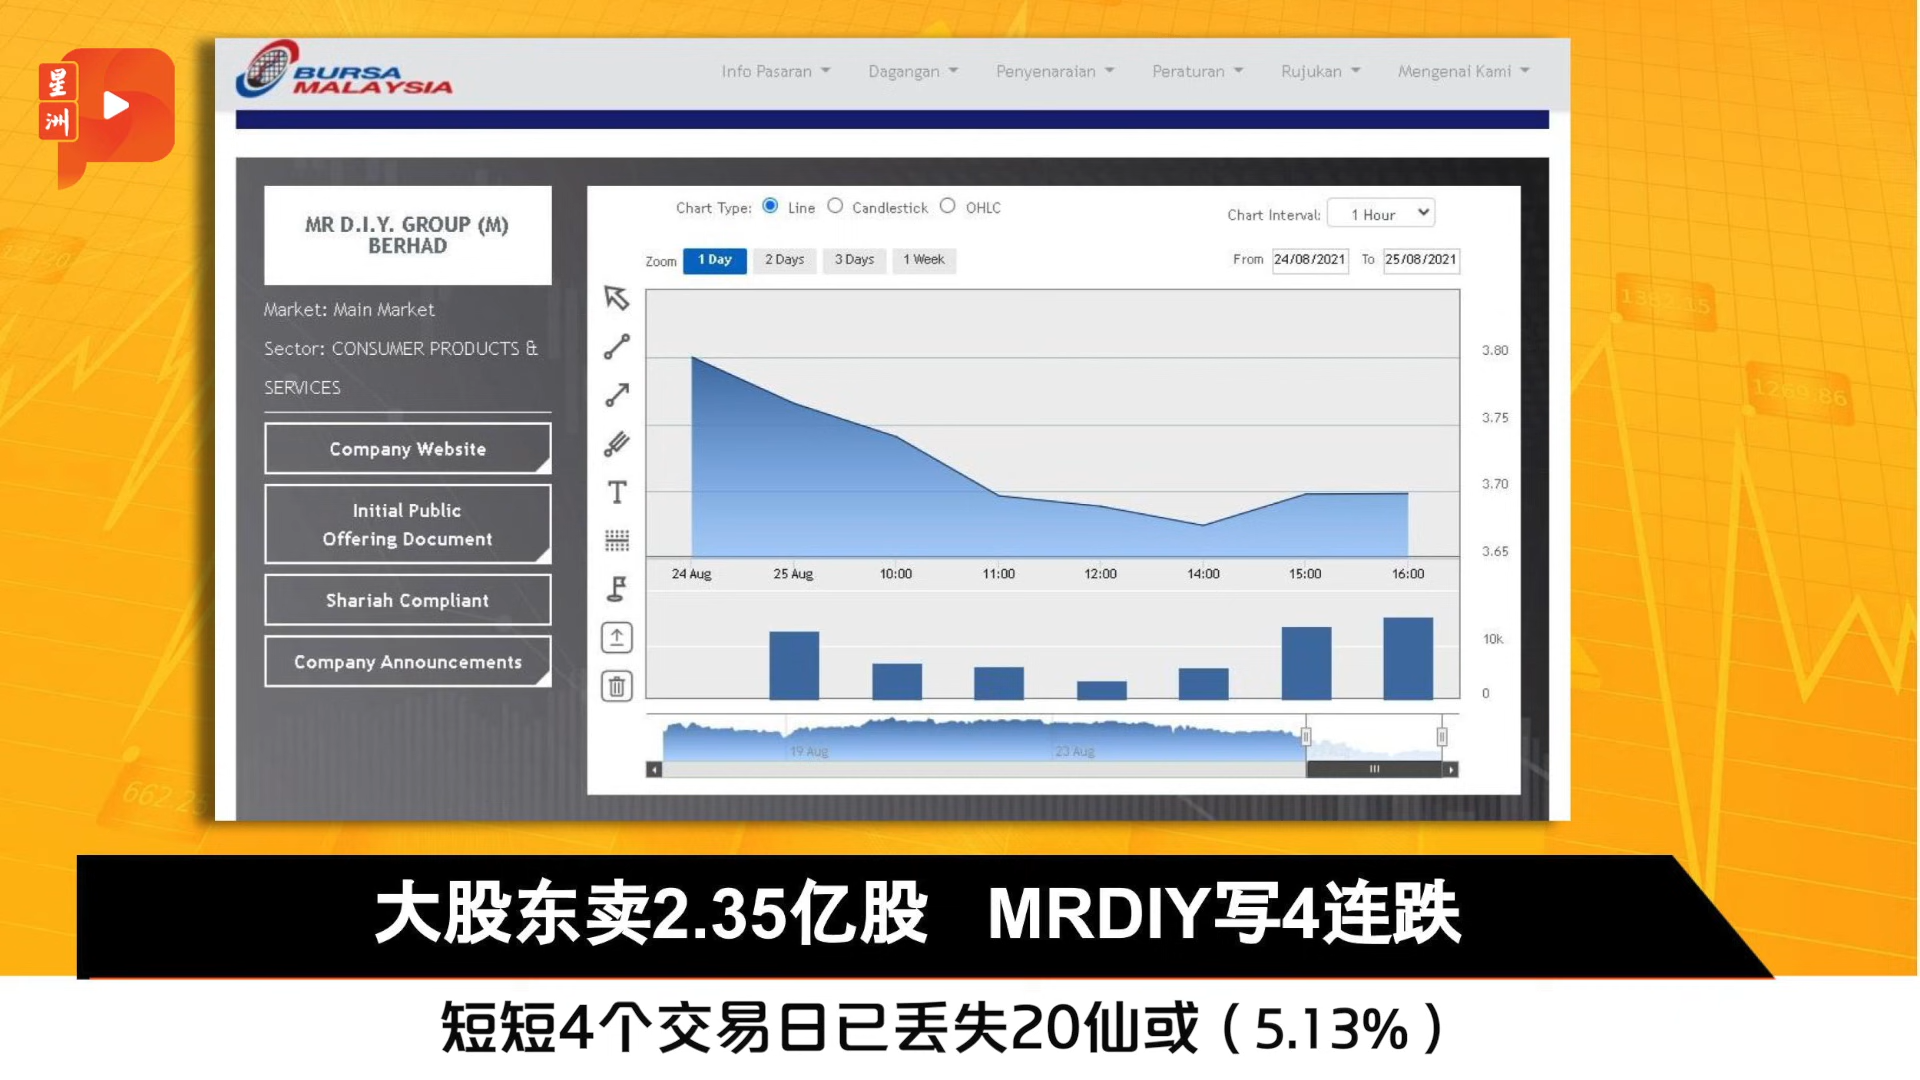 星洲
BURSA
MALAYSIA
Info Pasaran Dagangan Penyenaraian Peraturan Rujukan Mengenai Kami
MR D.I.Y. GROUP (M)
BERHAD
Market: Main Market
Sector: CONSUMER PRODUCTS &
SERVICES
Company Website
Initial Public
Offering Document
Shariah Compliant
Company Announcements
Chart Type: Line Candlestick OHLC
Chart Interval: 1 Hour
Zoom 1 Day 2 Days 3 Days 1 Week
From 24/08/2021 To 25/08/2021
T
3.80
3.75
3.70
3.65
24 Aug 25 Aug 10:00 11:00 12:00 14:00 15:00 16:00
10k
0
19 Aug 23 Aug
1382.15
1269.86
大股东卖2.35亿股 MRDIY写4连跌
短短4个交易日已丢失20仙或(5.13%)